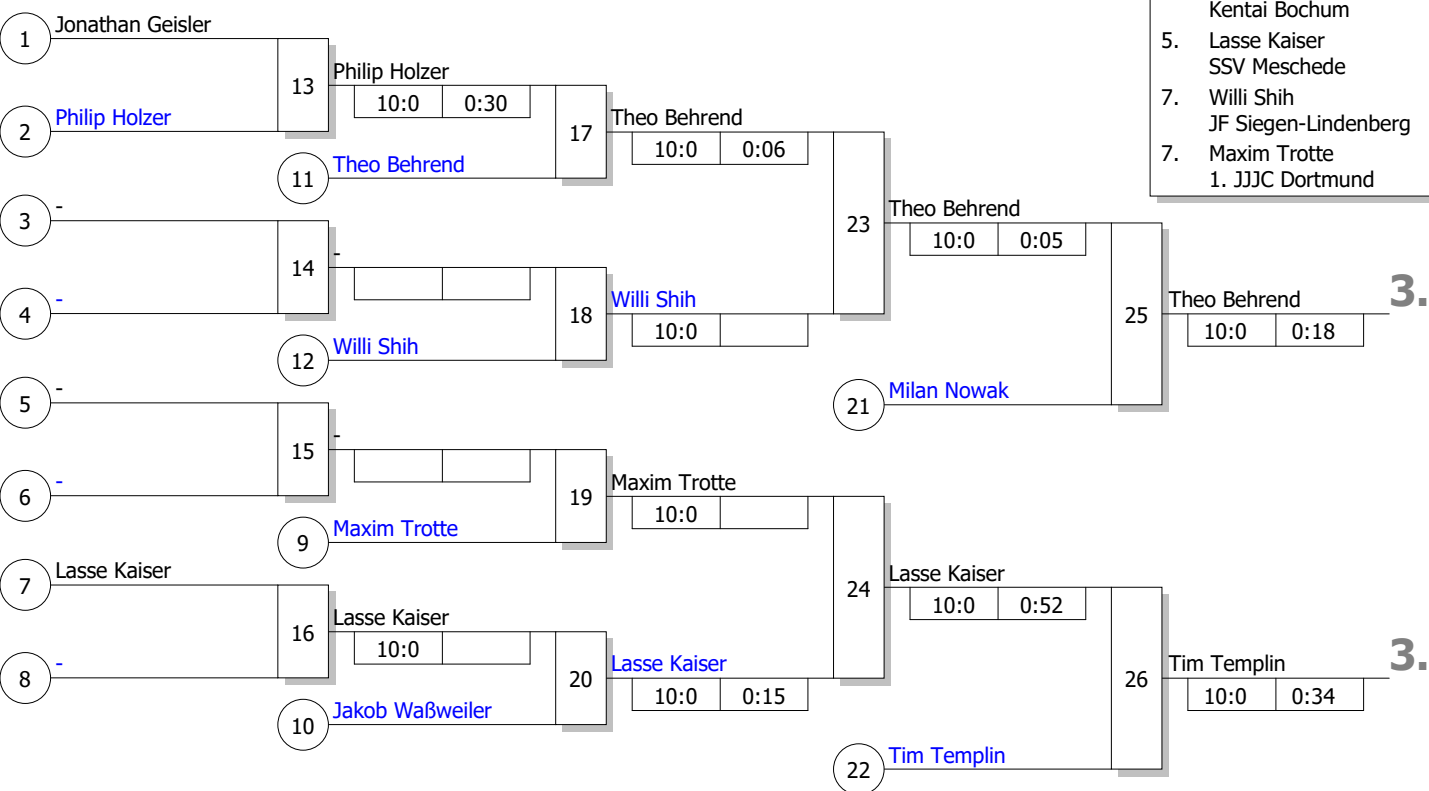 Kentai Bochum
5. Lasse Kaiser
SSV Meschede
7. Willi Shih
JF Siegen-Lindenberg
7. Maxim Trotte
1. JJJC Dortmund
1 Jonathan Geisler
13 Philip Holzer
10:0 0:30
2 Philip Holzer
17 Theo Behrend
10:0 0:06
11 Theo Behrend
3 -
23 Theo Behrend
10:0 0:05
14 -
4 -
18 Willi Shih
10:0
12 Willi Shih
25 Theo Behrend 3.
10:0 0:18
5 -
21 Milan Nowak
15 -
6 -
19 Maxim Trotte
10:0
9 Maxim Trotte
7 Lasse Kaiser
24 Lasse Kaiser
10:0 0:52
16 Lasse Kaiser
10:0
8 -
20 Lasse Kaiser
10:0 0:15
10 Jakob Waßweiler
26 Tim Templin 3.
10:0 0:34
22 Tim Templin